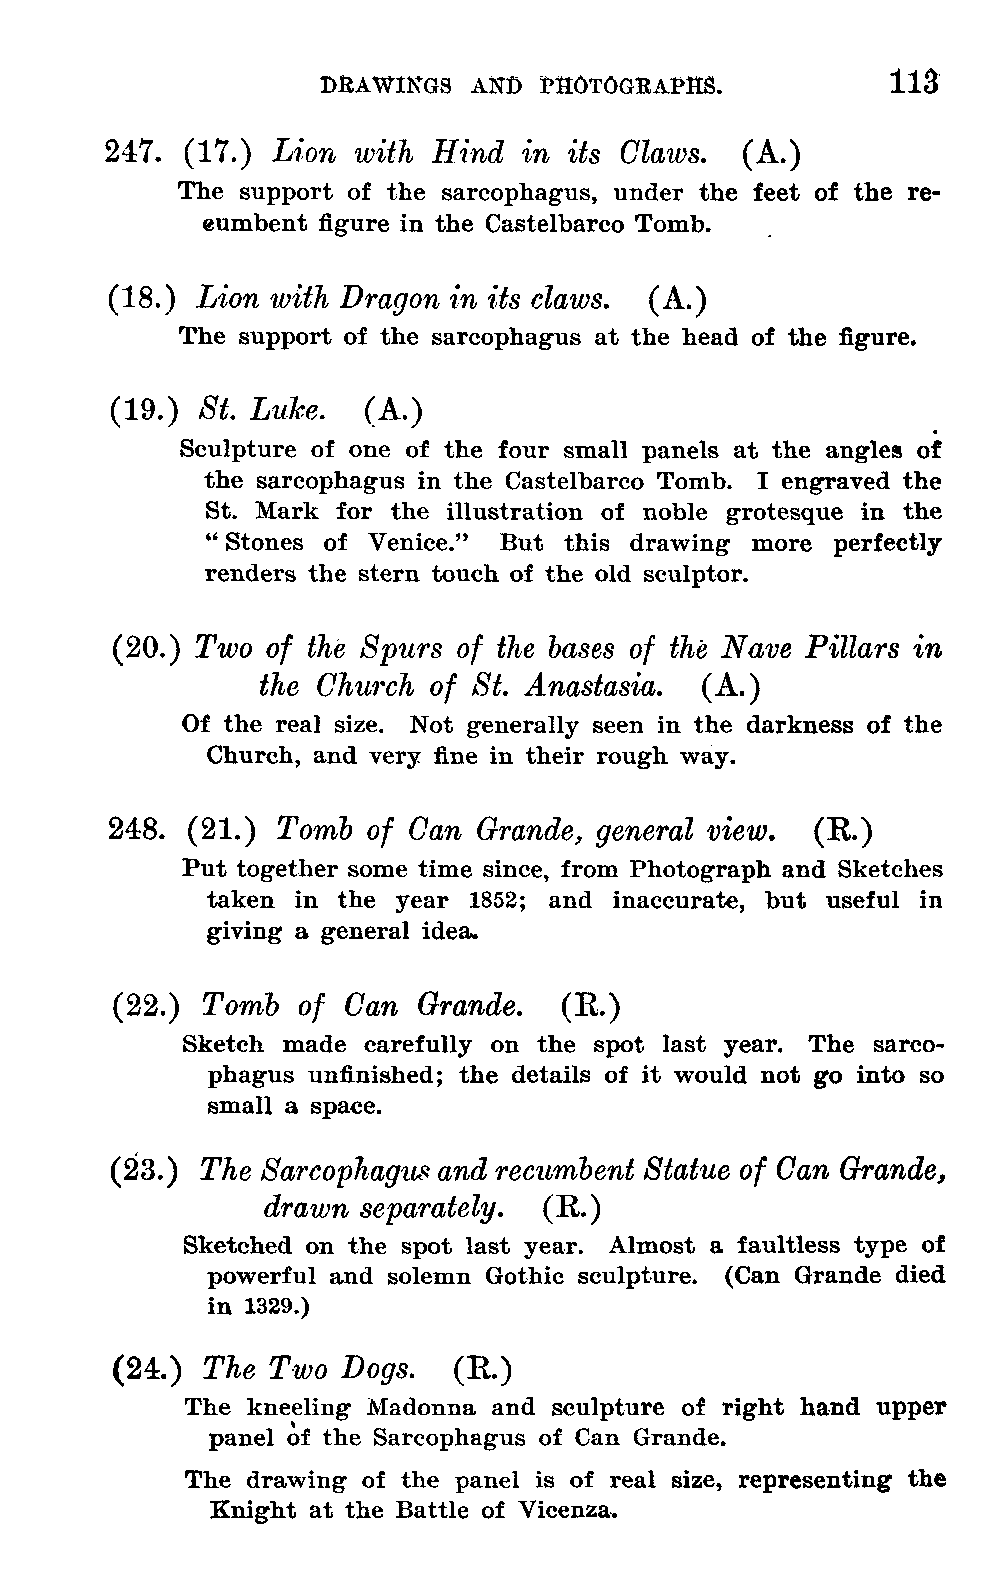 DRAWINGS AND PHOTOGRAPHS. 113
247. (17.) Lion with Hind in its Claws. (A.)
The support of the sarcophagus, under the feet of the re-
eumbent figure in the Castelbarco Tomb.
(18.) Lion with Dragon in its claws. (A.)
The support of the sarcophagus at the head of the figure.
(19.) St. Luke. (A.)
Sculpture of one of the four small panels at the angles of
the sarcophagus in the Castelbarco Tomb. I engraved the
St. Mark for the illustration of noble grotesque in the
“Stones of Venice.” But this drawing more perfectly
renders the stern touch of the old sculptor.
(20.) Two of the Spurs of the bases of the Nave Pillars in
the Church of St. Anastasia. (A.)
Of the real size. Not generally seen in the darkness of the
Church, and very fine in their rough way.
248. (21.) Tomb of Can Grande, general view. (R.)
Put together some time since, from Photograph and Sketches
taken in the year 1852; and inaccurate, but useful in
giving a general idea.
(22.) Tomb of Can Grande. (R.)
Sketch made carefully on the spot last year. The sarco-
phagus unfinished; the details of it would not go into so
small a space.
(23.) The Sarcophagus and recumbent Statue of Can Grande,
drawn separately. (R.)
Sketched on the spot last year. Almost a faultless type of
powerful and solemn Gothic sculpture. (Can Grande died
in 1329.)
(24.) The Two Dogs. (R.)
The kneeling Madonna and sculpture of right hand upper
panel of the Sarcophagus of Can Grande.
The drawing of the panel is of real size, representing the
Knight at the Battle of Vicenza.